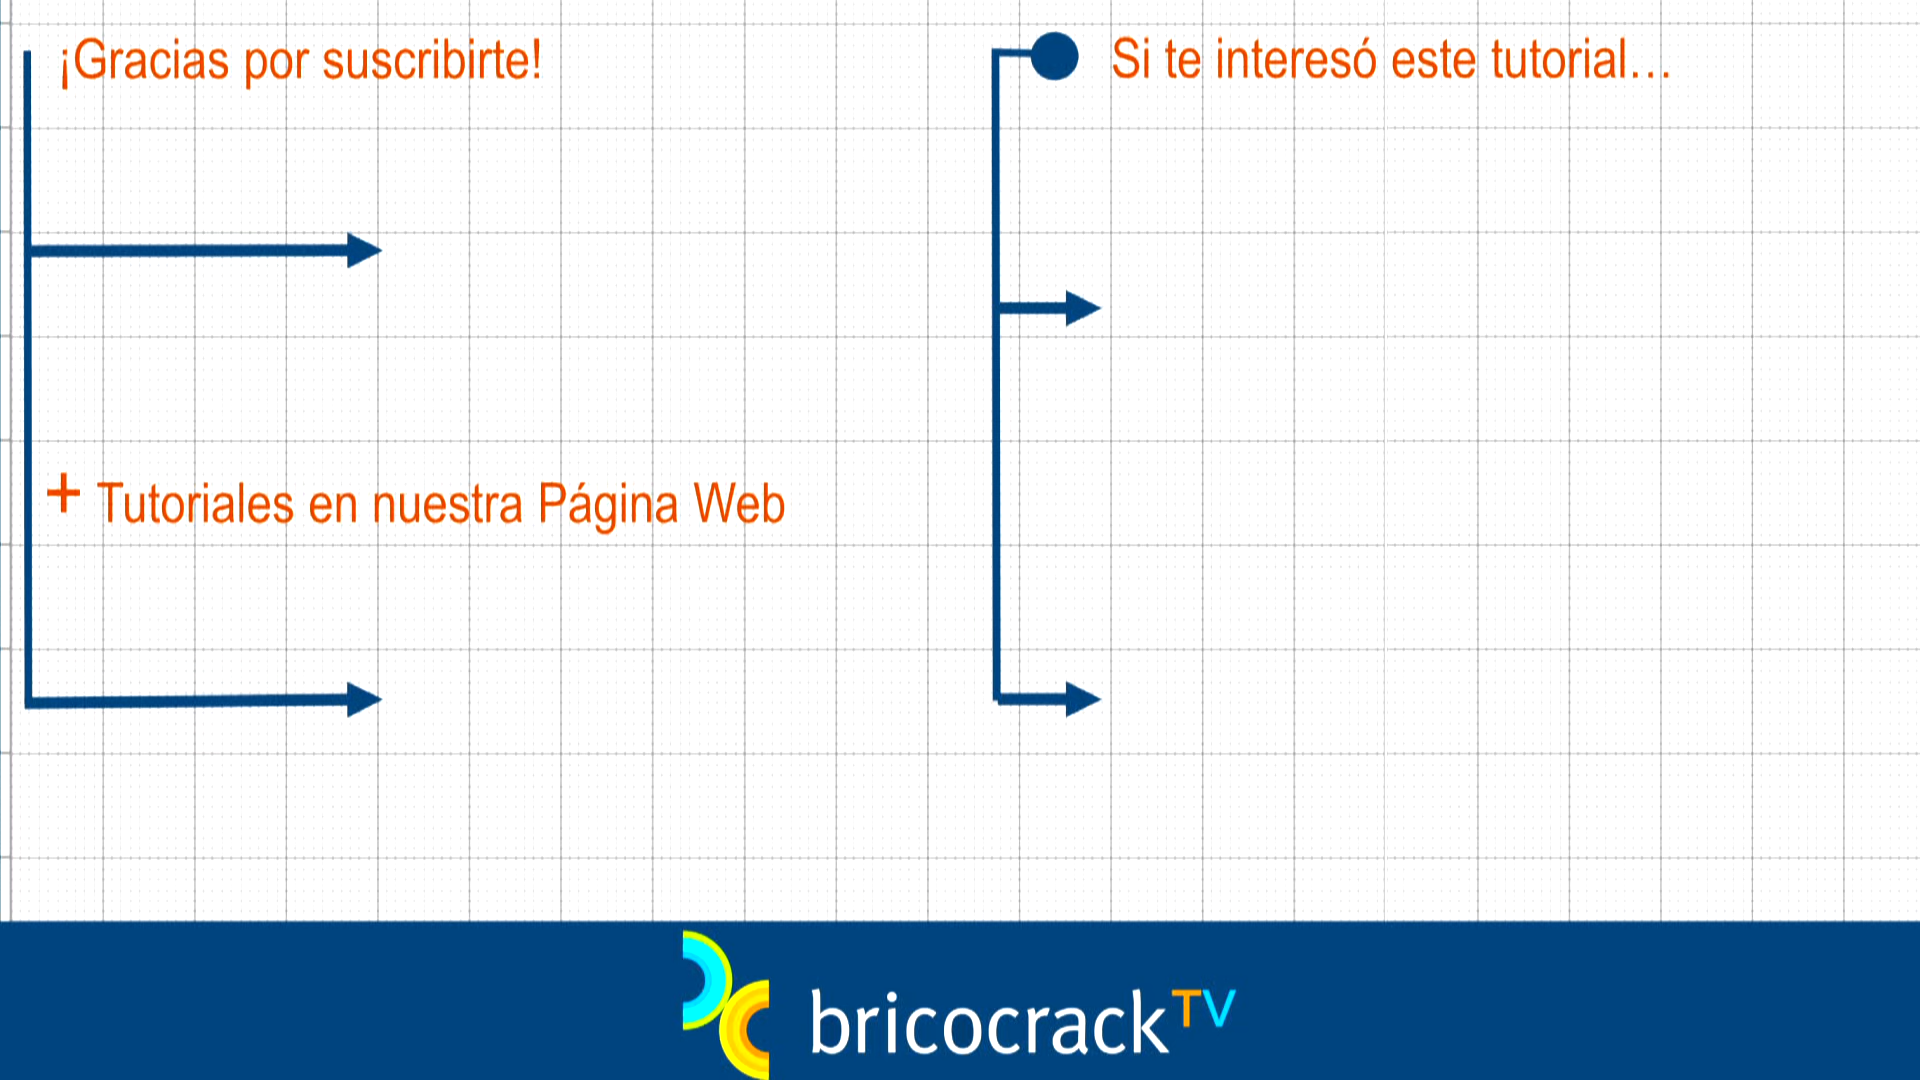 ¡Gracias por suscribirte!
Si te interesó este tutorial...
+ Tutoriales en nuestra Página Web
bricocrackTV